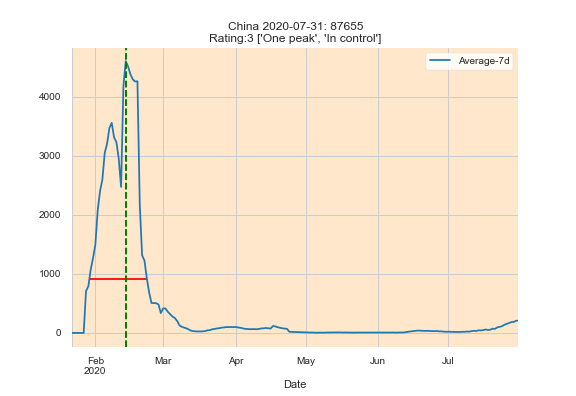 China 2020-07-31: 87655
Rating:3 ['One peak', 'In control']
Average-7d
4000
3000
2000
1000
0
Feb
2020
Mar
Apr
May
Jun
Jul
Date